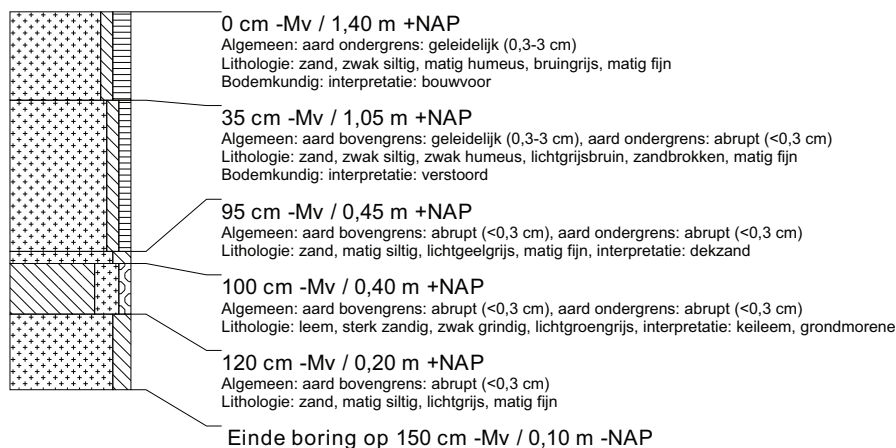 0 cm -Mv / 1,40 m +NAP
Algemeen: aard ondergrens: geleidelijk (0,3-3 cm)
Lithologie: zand, zwak siltig, matig humeus, bruingrijs, matig fijn
Bodemkundig: interpretatie: bouwvoor
35 cm -Mv / 1,05 m +NAP
Algemeen: aard bovengrens: geleidelijk (0,3-3 cm), aard ondergrens: abrupt (<0,3 cm)
Lithologie: zand, zwak siltig, zwak humeus, lichtgrijsbruin, zandbrokken, matig fijn
Bodemkundig: interpretatie: verstoord
95 cm -Mv / 0,45 m +NAP
Algemeen: aard bovengrens: abrupt (<0,3 cm), aard ondergrens: abrupt (<0,3 cm)
Lithologie: zand, matig siltig, lichtgeelgrijs, matig fijn, interpretatie: dekzand
100 cm -Mv / 0,40 m +NAP
Algemeen: aard bovengrens: abrupt (<0,3 cm), aard ondergrens: abrupt (<0,3 cm)
Lithologie: leem, sterk zandig, zwak grindig, lichtgroengrijs, interpretatie: keileem, grondmorene
120 cm -Mv / 0,20 m +NAP
Algemeen: aard bovengrens: abrupt (<0,3 cm)
Lithologie: zand, matig siltig, lichtgrijs, matig fijn
Einde boring op 150 cm -Mv / 0,10 m -NAP